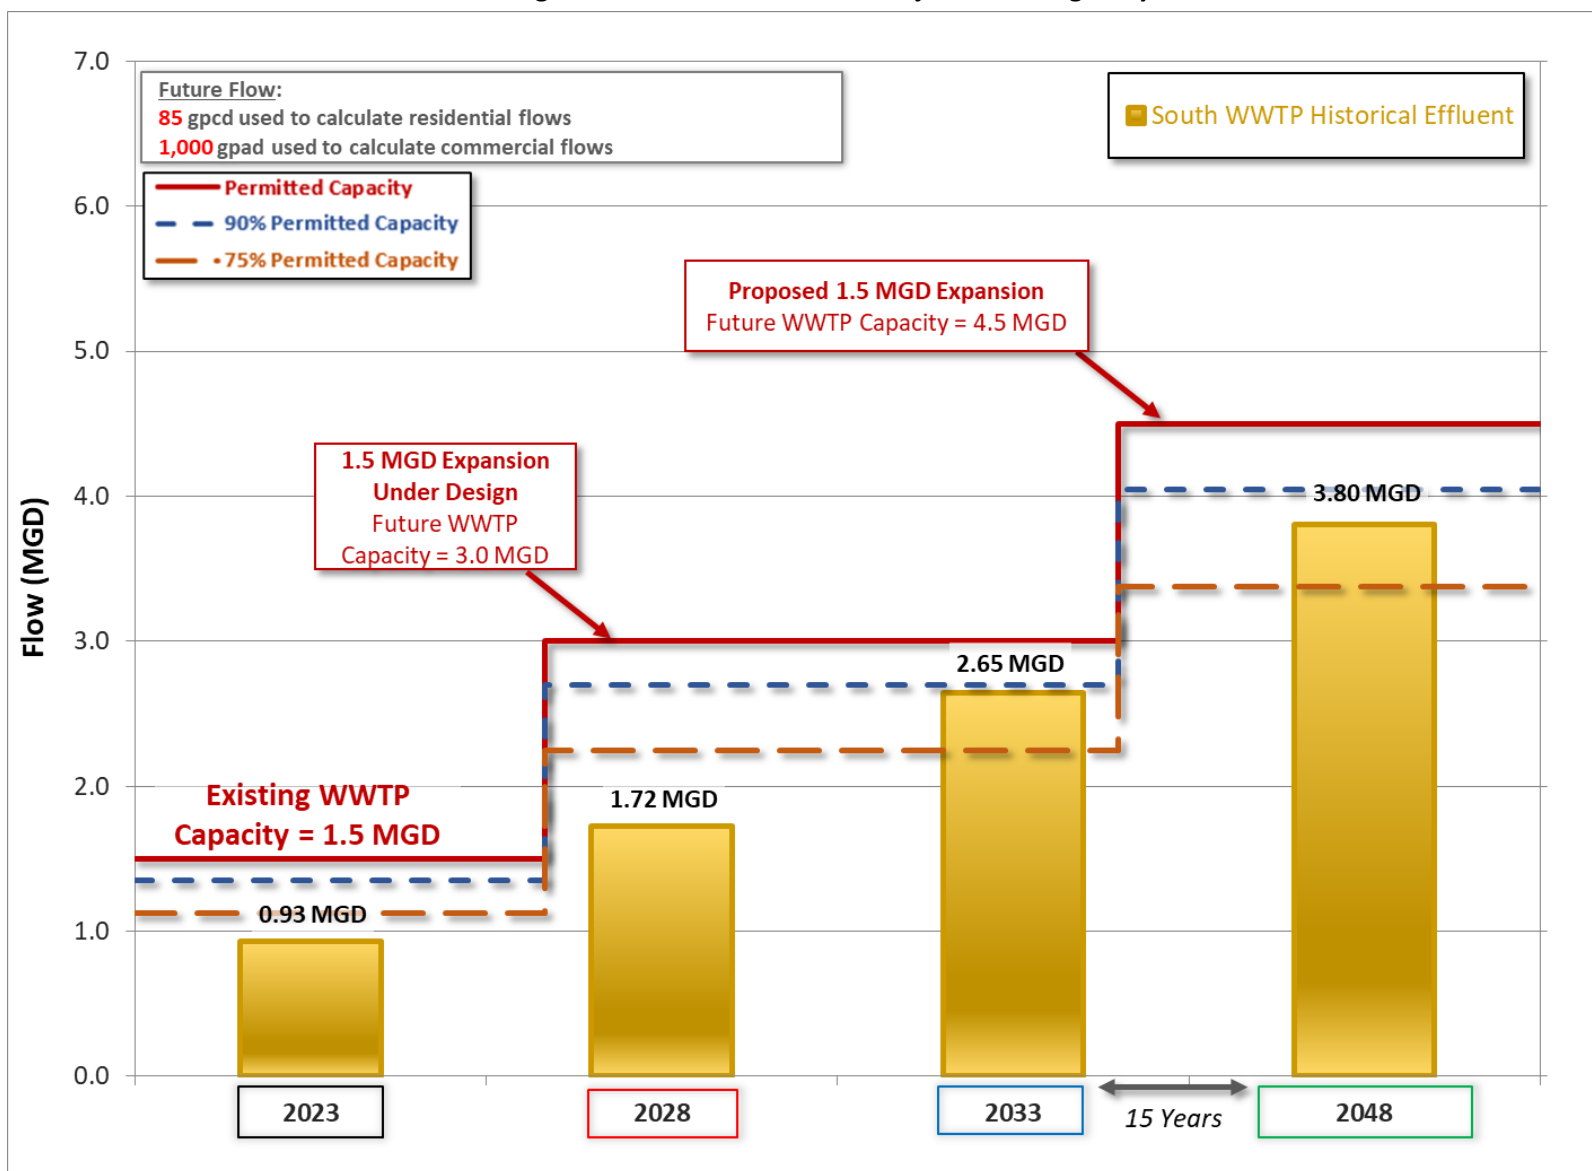 7.0
Future Flow:
85 gpcd used to calculate residential flows
1,000 gpad used to calculate commercial flows
South WWTP Historical Effluent
Permitted Capacity
90% Permitted Capacity
75% Permitted Capacity
6.0
Proposed 1.5 MGD Expansion
Future WWTP Capacity = 4.5 MGD
5.0
1.5 MGD Expansion
Under Design
Future WWTP
Capacity = 3.0 MGD
4.0
3.80 MGD
Flow (MGD)
3.0
2.65 MGD
2.0
Existing WWTP
Capacity = 1.5 MGD
1.72 MGD
1.0
0.93 MGD
0.0
2023
2028
2033
15 Years
2048